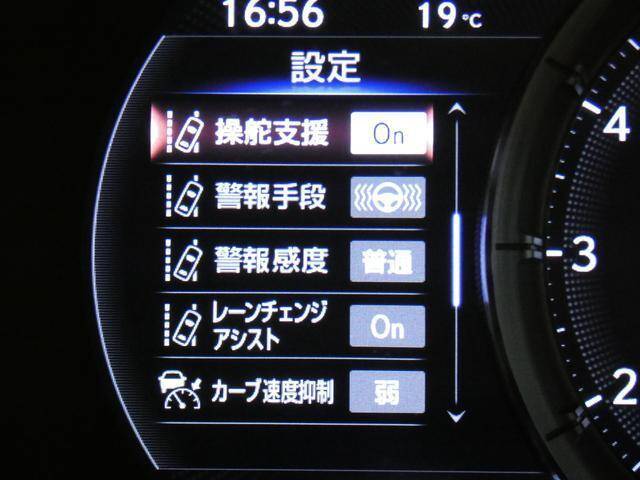 16:56 19℃
設定
操舵支援 On
警報手段
警報感度 普通
レーンチェンジ
アシスト On
カーブ速度抑制 弱
4
3
2